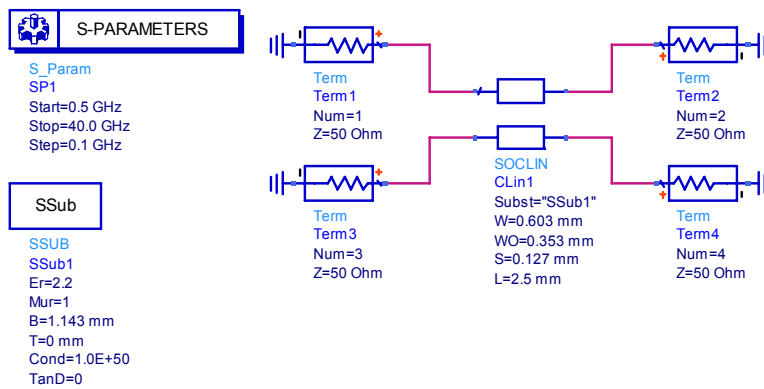 S-PARAMETERS
S_Param
SP1
Start=0.5 GHz
Stop=40.0 GHz
Step=0.1 GHz
SSub
SSUB
SSub1
Er=2.2
Mur=1
B=1.143 mm
T=0 mm
Cond=1.0E+50
TanD=0
Term
Term1
Num=1
Z=50 Ohm
Term
Term2
Num=2
Z=50 Ohm
Term
Term3
Num=3
Z=50 Ohm
SOCLIN
CLin1
Subst="SSub1"
W=0.603 mm
WO=0.353 mm
S=0.127 mm
L=2.5 mm
Term
Term4
Num=4
Z=50 Ohm